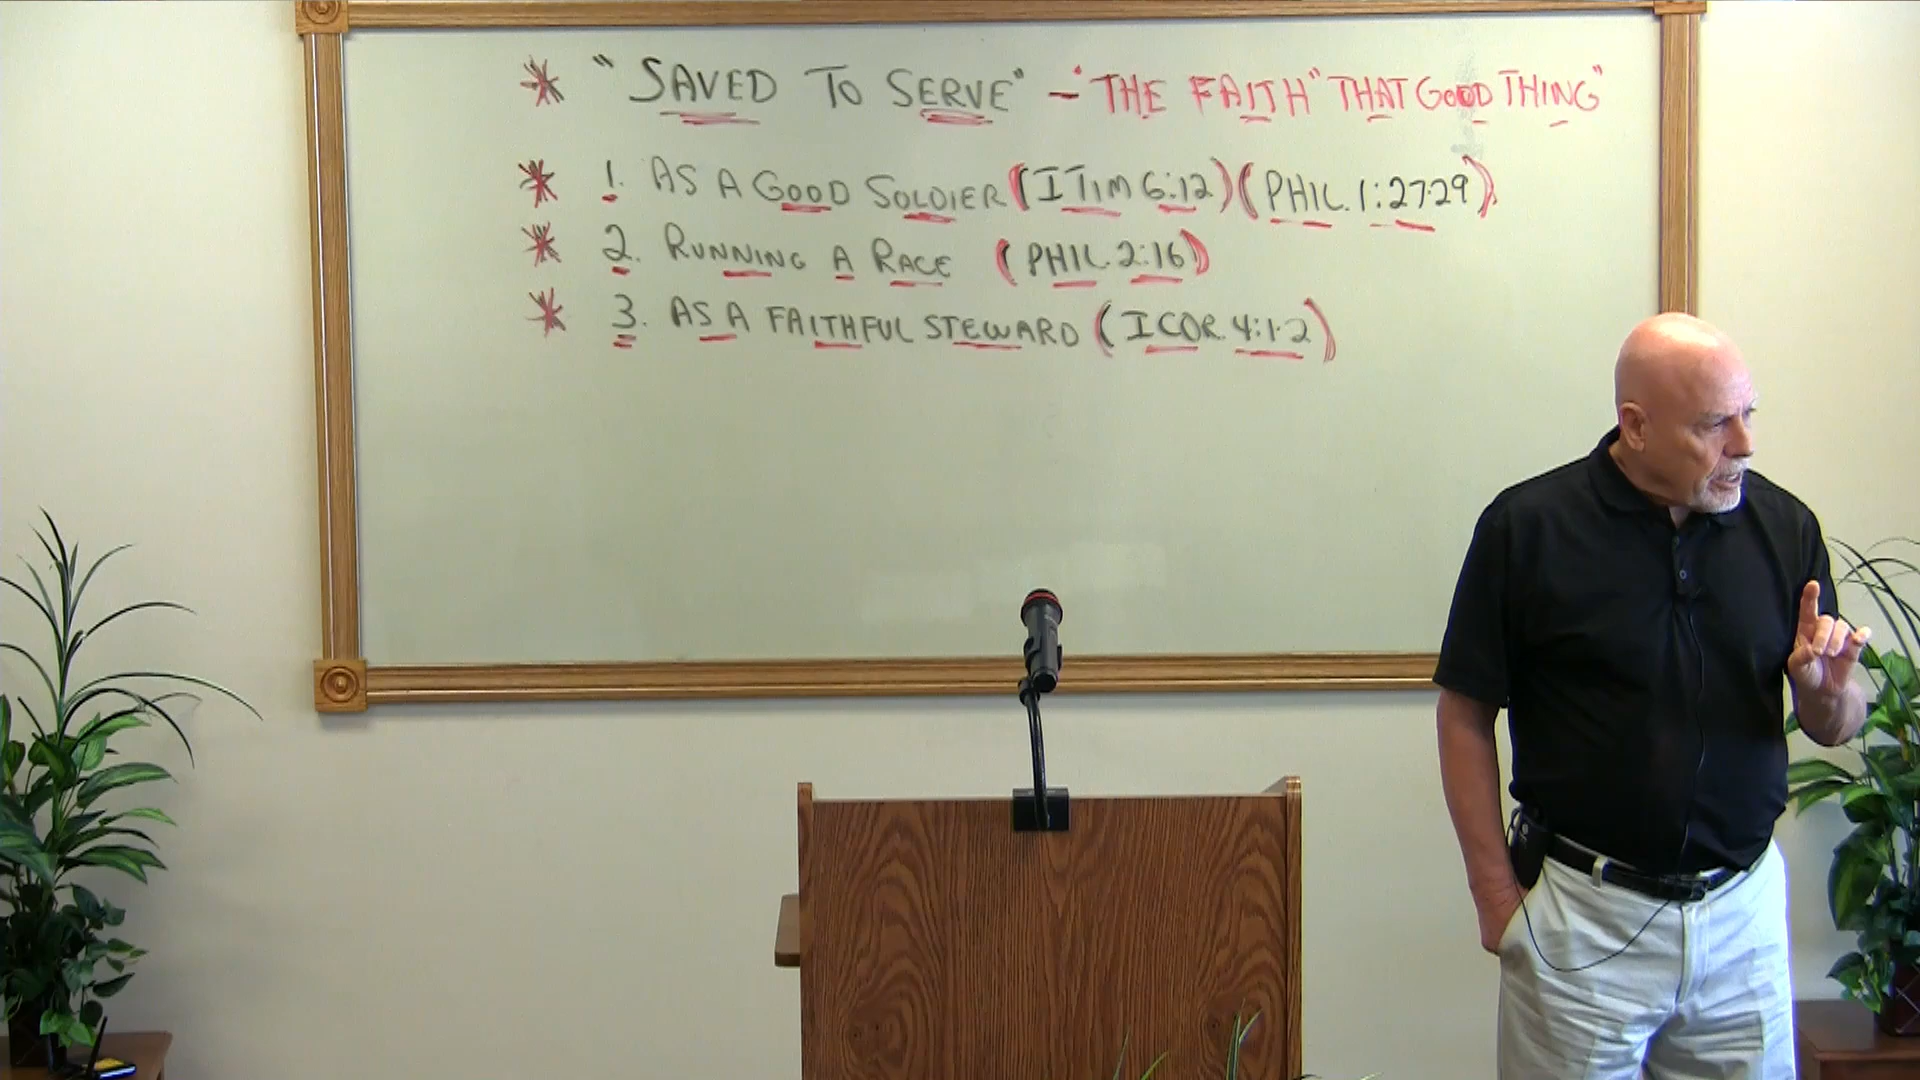 * "SAVED TO SERVE" - "THE FAITH" "THAT GOOD THING"
* 1. AS A GOOD SOLDIER (I TIM 6:12) (PHIL. 1:27-29)
* 2. RUNNING A RACE (PHIL. 2:16)
* 3. AS A FAITHFUL STEWARD (I COR. 4:1-2)